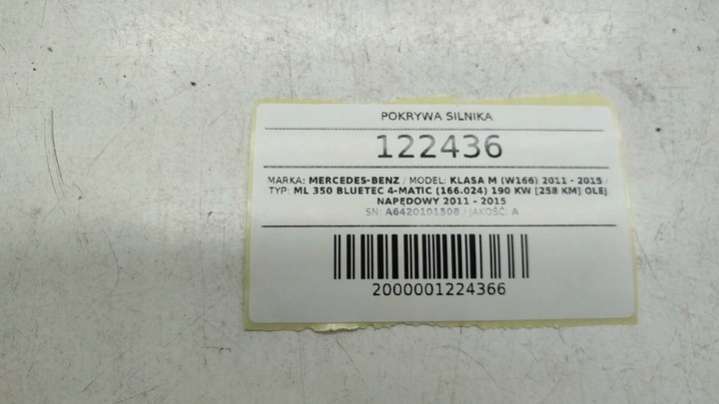 POKRYWA SILNIKA
122436
MARKA: MERCEDES-BENZ / MODEL: KLASA M (W166) 2011 - 2015 /
TYP: ML 350 BLUETEC 4-MATIC (166.024) 190 KW [258 KM] OLEJ
NAPĘDOWY 2011 - 2015
SN: A6420101308 / JAKOŚĆ: A
2000001224366